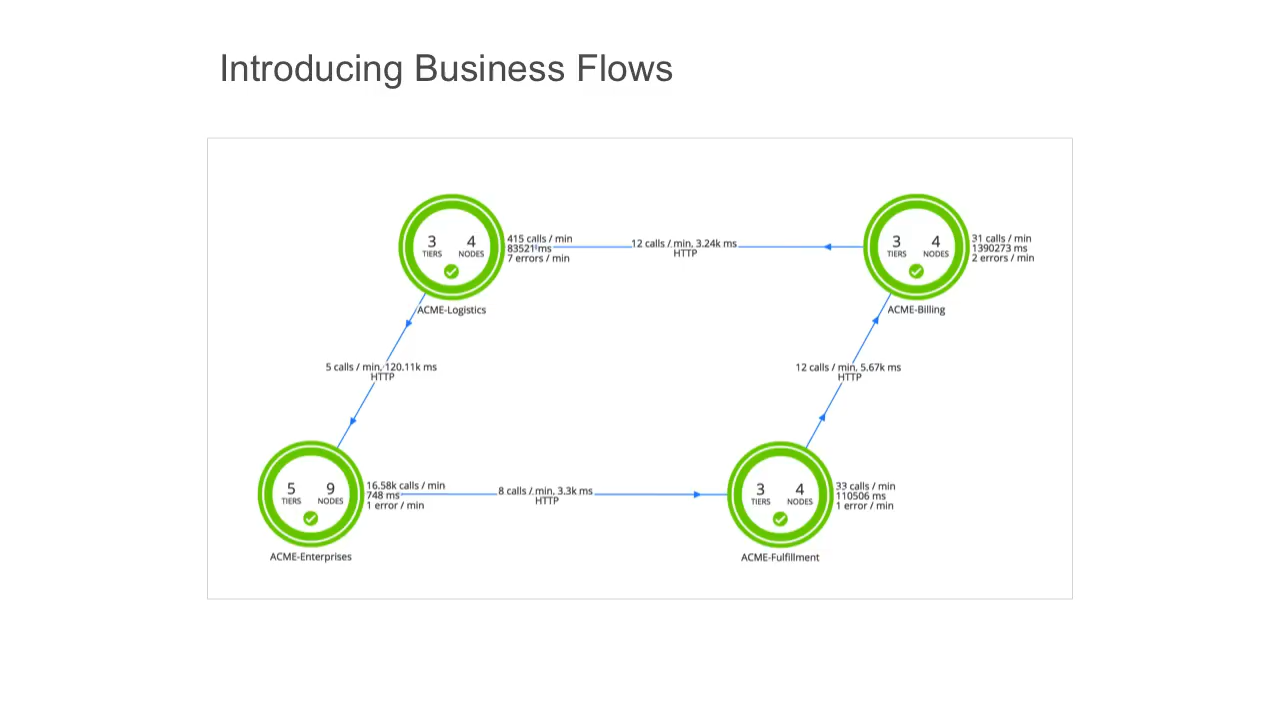 Introducing Business Flows
3 4
TIERS NODES
415 calls / min
83521 ms
7 errors / min
ACME-Logistics
12 calls / min, 3.24k ms
HTTP
3 4
TIERS NODES
31 calls / min
1390273 ms
2 errors / min
ACME-Billing
5 calls / min, 120.11k ms
HTTP
12 calls / min, 5.67k ms
HTTP
5 9
TIERS NODES
16.58k calls / min
748 ms
1 error / min
ACME-Enterprises
8 calls / min, 3.3k ms
HTTP
3 4
TIERS NODES
33 calls / min
110506 ms
1 error / min
ACME-Fulfillment